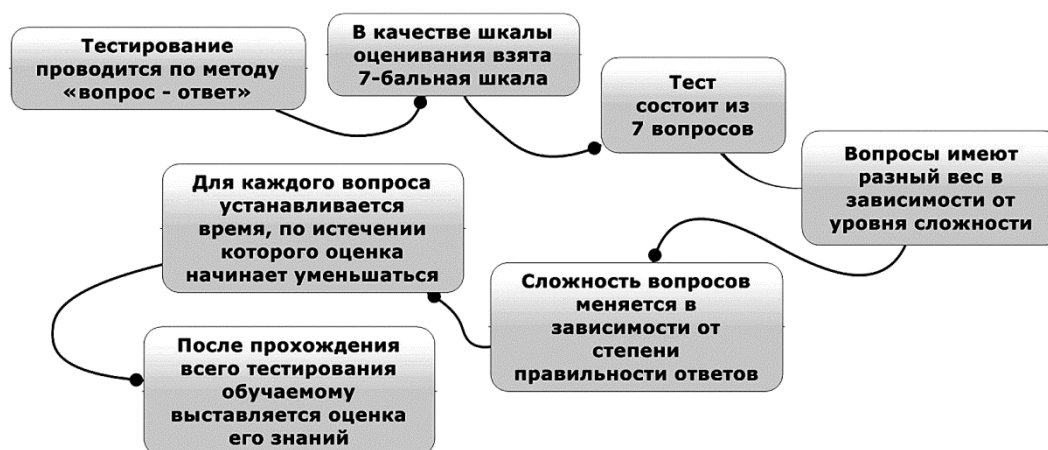 Тестирование
проводится по методу
«вопрос - ответ»
В качестве шкалы
оценивания взята
7-бальная шкала
Тест
состоит из
7 вопросов
Вопросы имеют
разный вес в
зависимости от
уровня сложности
Сложность вопросов
меняется в
зависимости от
степени
правильности ответов
Для каждого вопроса
устанавливается
время, по истечении
которого оценка
начинает уменьшаться
После прохождения
всего тестирования
обучаемому
выставляется оценка
его знаний